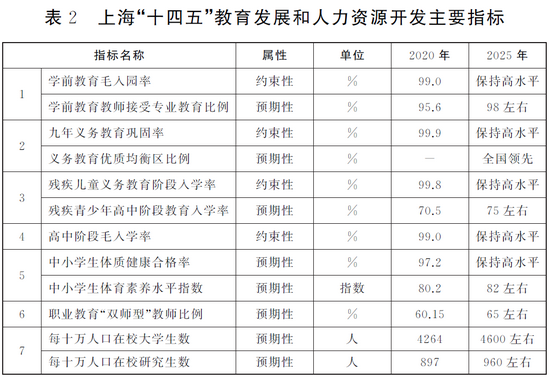 表 2 上海“十四五”教育发展和人力资源开发主要指标
指标名称 属性 单位 2020 年 2025 年
1 学前教育毛入园率 约束性 % 99.0 保持高水平
学前教育教师接受专业教育比例 预期性 % 95.6 98 左右
2 九年义务教育巩固率 约束性 % 99.9 保持高水平
义务教育优质均衡区比例 预期性 % — 全国领先
3 残疾儿童义务教育阶段入学率 约束性 % 99.8 保持高水平
残疾青少年高中阶段教育入学率 预期性 % 70.5 75 左右
4 高中阶段毛入学率 约束性 % 99.0 保持高水平
5 中小学生体质健康合格率 预期性 % 97.2 保持高水平
中小学生体育素养水平指数 预期性 指数 80.2 82 左右
6 职业教育“双师型”教师比例 预期性 % 60.15 65 左右
7 每十万人口在校大学生数 预期性 人 4264 4600 左右
每十万人口在校研究生数 预期性 人 897 960 左右